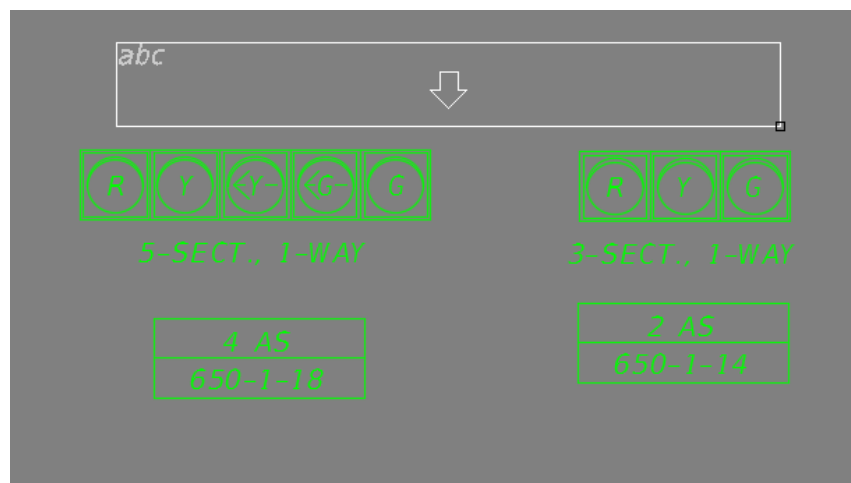 abc
R Y ←Y- ←G- G
R Y G
5-SECT., 1-WAY
3-SECT., 1-WAY
4 AS
650-1-18
2 AS
650-1-14